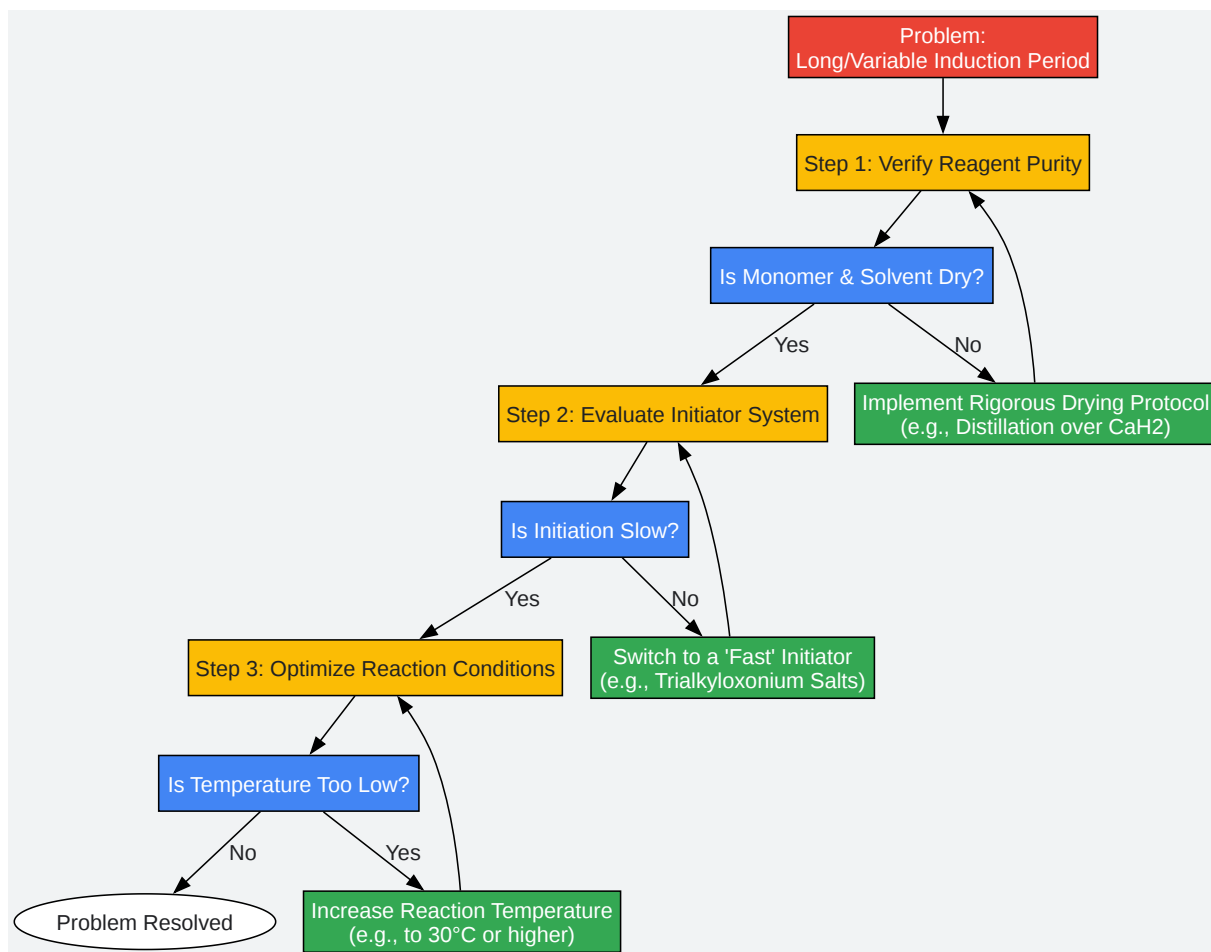 Problem:
Long/Variable Induction Period
Step 1: Verify Reagent Purity
Is Monomer & Solvent Dry?
Yes
No
Step 2: Evaluate Initiator System
Implement Rigorous Drying Protocol
(e.g., Distillation over CaH2)
Is Initiation Slow?
Yes
No
Step 3: Optimize Reaction Conditions
Switch to a 'Fast' Initiator
(e.g., Trialkyloxonium Salts)
Is Temperature Too Low?
No
Yes
Problem Resolved
Increase Reaction Temperature
(e.g., to 30°C or higher)